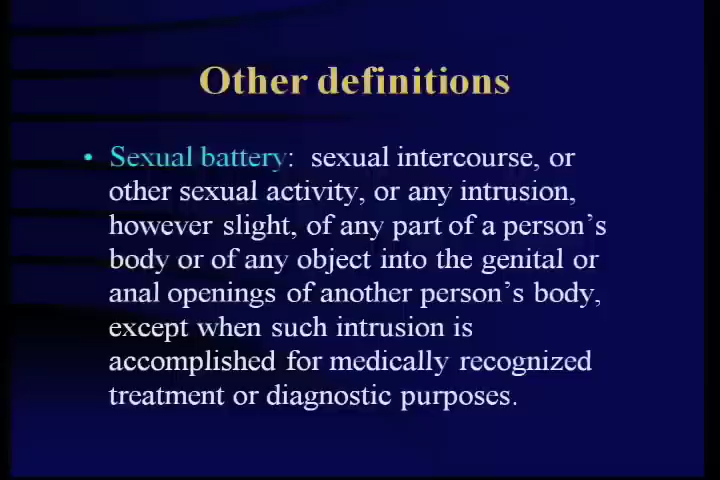 Other definitions
• Sexual battery: sexual intercourse, or
other sexual activity, or any intrusion,
however slight, of any part of a person's
body or of any object into the genital or
anal openings of another person's body,
except when such intrusion is
accomplished for medically recognized
treatment or diagnostic purposes.